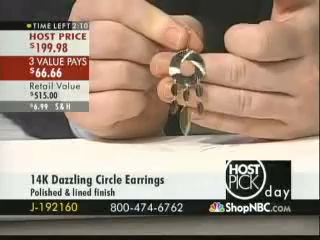 TIME LEFT 2:10
HOST PRICE
$199.98
3 VALUE PAYS
$66.66
Retail Value
$515.00
$6.99 S & H
14K Dazzling Circle Earrings
Polished & lined finish
J-192160
800-474-6762
HOST
PICK
day
ShopNBC.com